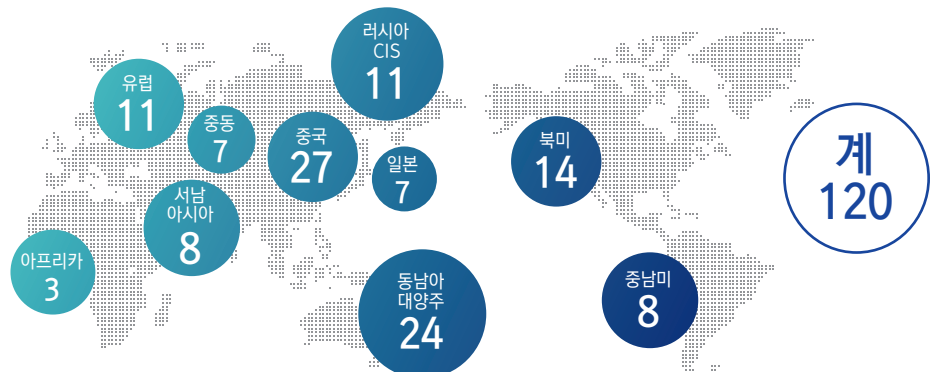 러시아
CIS
11
유럽
11
중동
7
중국
27
일본
7
북미
14
계
120
서남
아시아
8
아프리카
3
동남아
대양주
24
중남미
8